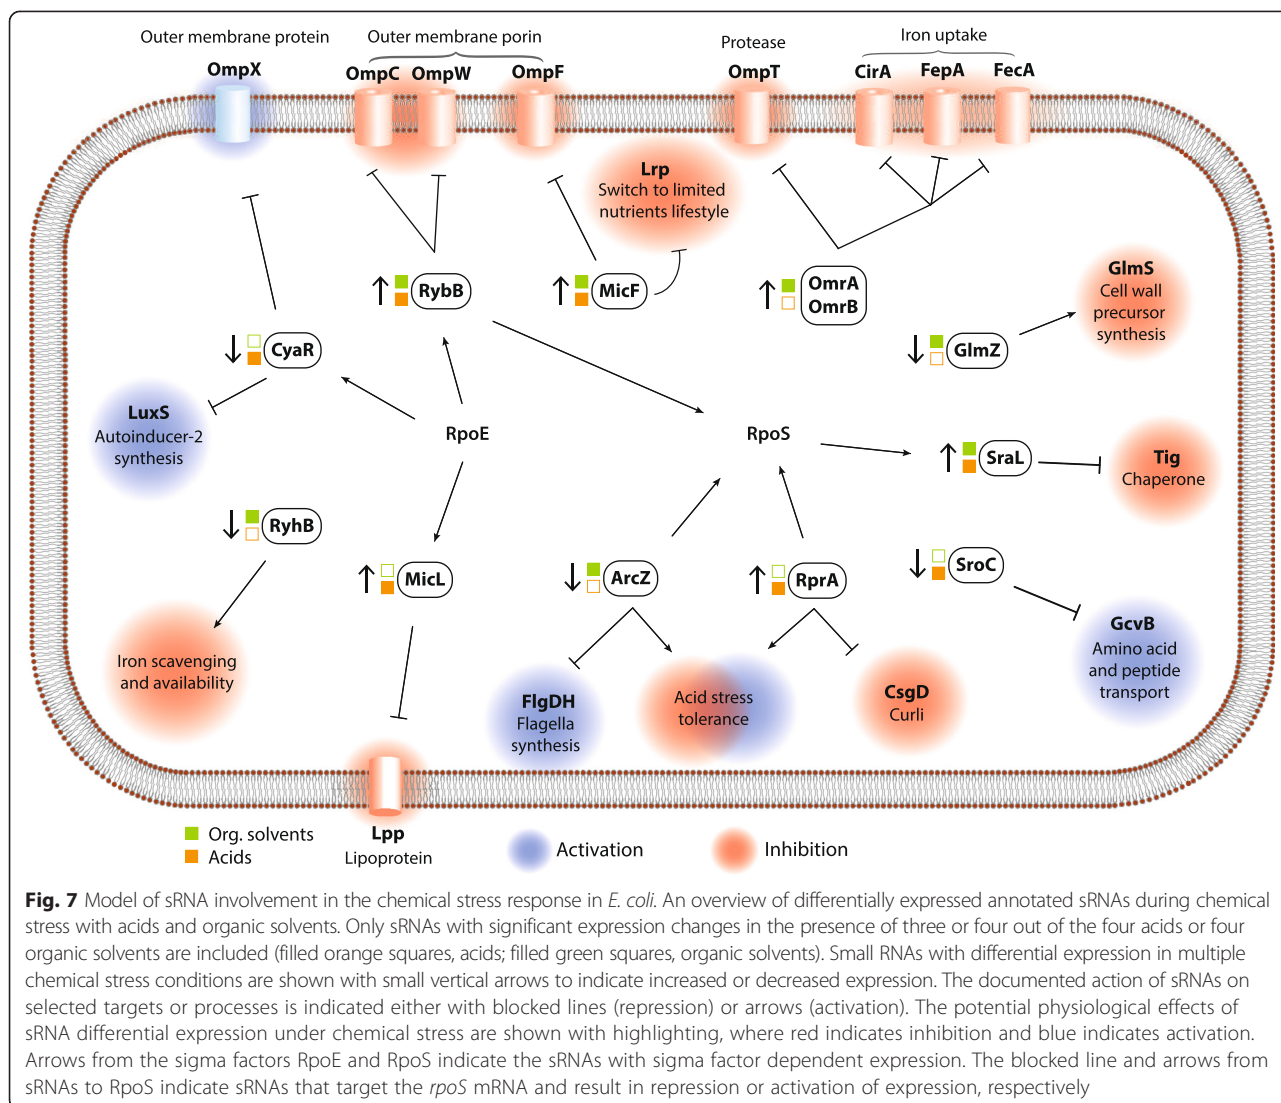 Outer membrane protein
OmpX
Outer membrane porin
OmpC OmpW OmpF
Protease
OmpT
Iron uptake
CirA FepA FecA
Lrp
Switch to limited
nutrients lifestyle
RybB
MicF
OmrA
OmrB
GlmS
Cell wall
precursor
synthesis
CyaR
GlmZ
LuxS
Autoinducer-2
synthesis
RpoE
RpoS
SraL
Tig
Chaperone
RyhB
MicL
ArcZ
RprA
SroC
GcvB
Amino acid
and peptide
transport
Iron scavenging
and availability
FlgDH
Flagella
synthesis
Acid stress
tolerance
CsgD
Curli
Lpp
Lipoprotein
Org. solvents
Acids
Activation
Inhibition
Fig. 7 Model of sRNA involvement in the chemical stress response in E. coli. An overview of differentially expressed annotated sRNAs during chemical
stress with acids and organic solvents. Only sRNAs with significant expression changes in the presence of three or four out of the four acids or four
organic solvents are included (filled orange squares, acids; filled green squares, organic solvents). Small RNAs with differential expression in multiple
chemical stress conditions are shown with small vertical arrows to indicate increased or decreased expression. The documented action of sRNAs on
selected targets or processes is indicated either with blocked lines (repression) or arrows (activation). The potential physiological effects of
sRNA differential expression under chemical stress are shown with highlighting, where red indicates inhibition and blue indicates activation.
Arrows from the sigma factors RpoE and RpoS indicate the sRNAs with sigma factor dependent expression. The blocked line and arrows from
sRNAs to RpoS indicate sRNAs that target the rpoS mRNA and result in repression or activation of expression, respectively